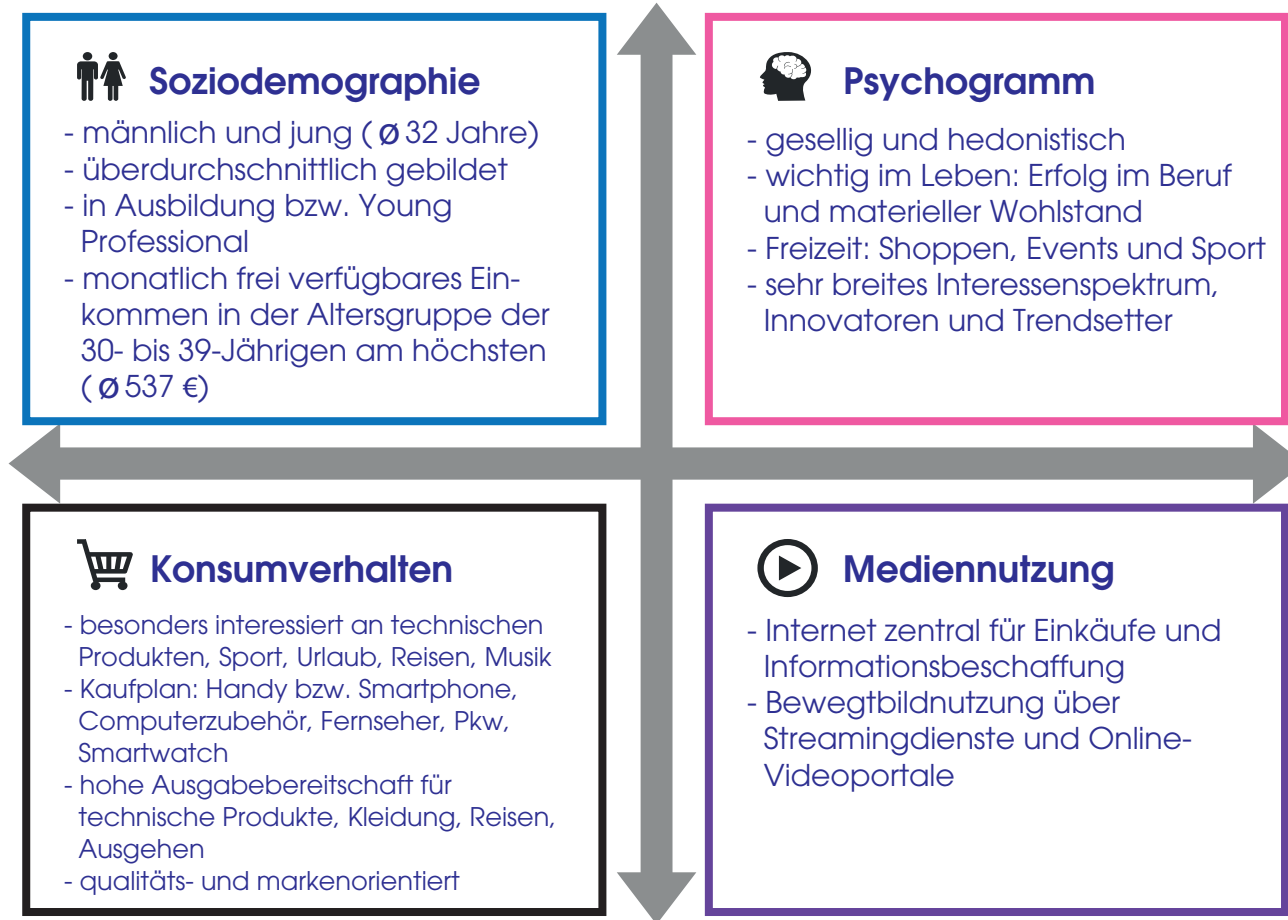 Soziodemographie
- männlich und jung ( Ø 32 Jahre)
- überdurchschnittlich gebildet
- in Ausbildung bzw. Young
Professional
- monatlich frei verfügbares Ein-
kommen in der Altersgruppe der
30- bis 39-Jährigen am höchsten
( Ø 537 €)
Psychogramm
- gesellig und hedonistisch
- wichtig im Leben: Erfolg im Beruf
und materieller Wohlstand
- Freizeit: Shoppen, Events und Sport
- sehr breites Interessenspektrum,
Innovatoren und Trendsetter
Konsumverhalten
- besonders interessiert an technischen
Produkten, Sport, Urlaub, Reisen, Musik
- Kaufplan: Handy bzw. Smartphone,
Computerzubehör, Fernseher, Pkw,
Smartwatch
- hohe Ausgabebereitschaft für
technische Produkte, Kleidung, Reisen,
Ausgehen
- qualitäts- und markenorientiert
Mediennutzung
- Internet zentral für Einkäufe und
Informationsbeschaffung
- Bewegtbildnutzung über
Streamingdienste und Online-
Videoportale